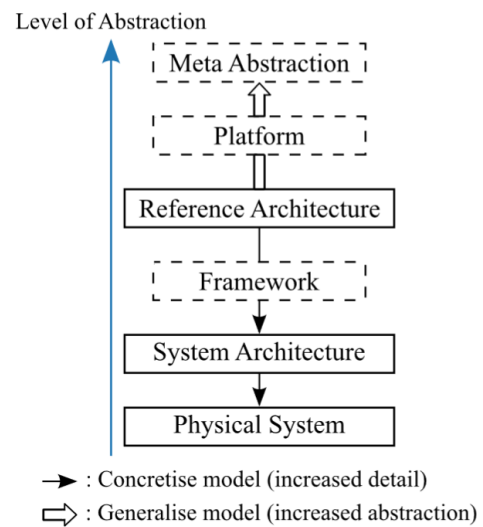 Level of Abstraction
Meta Abstraction
Platform
Reference Architecture
Framework
System Architecture
Physical System
: Concretise model (increased detail)
: Generalise model (increased abstraction)